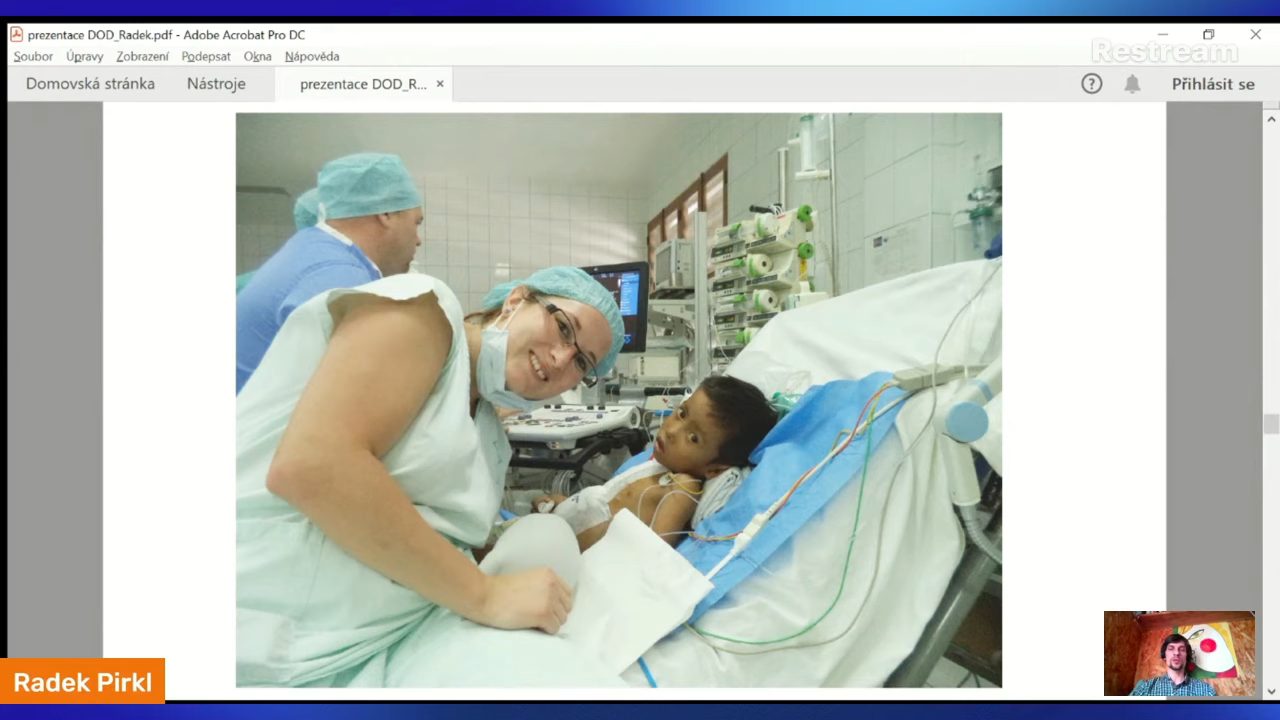 prezentace DOD_Radek.pdf - Adobe Acrobat Pro DC
Restream
Soubor Úpravy Zobrazení Podepsat Okna Nápověda
Domovská stránka Nástroje prezentace DOD_R... × Přihlásit se
Radek Pirkl